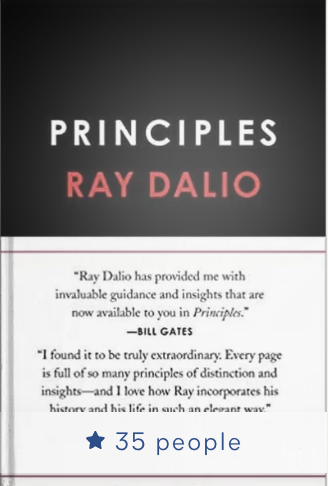 PRINCIPLES
RAY DALIO
“Ray Dalio has provided me with
invaluable guidance and insights that are
now available to you in Principles.”
—BILL GATES
“I found it to be truly extraordinary. Every page
is full of so many principles of distinction and
insights—and I love how Ray incorporates his
history and his life in such an elegant way.”
35 people